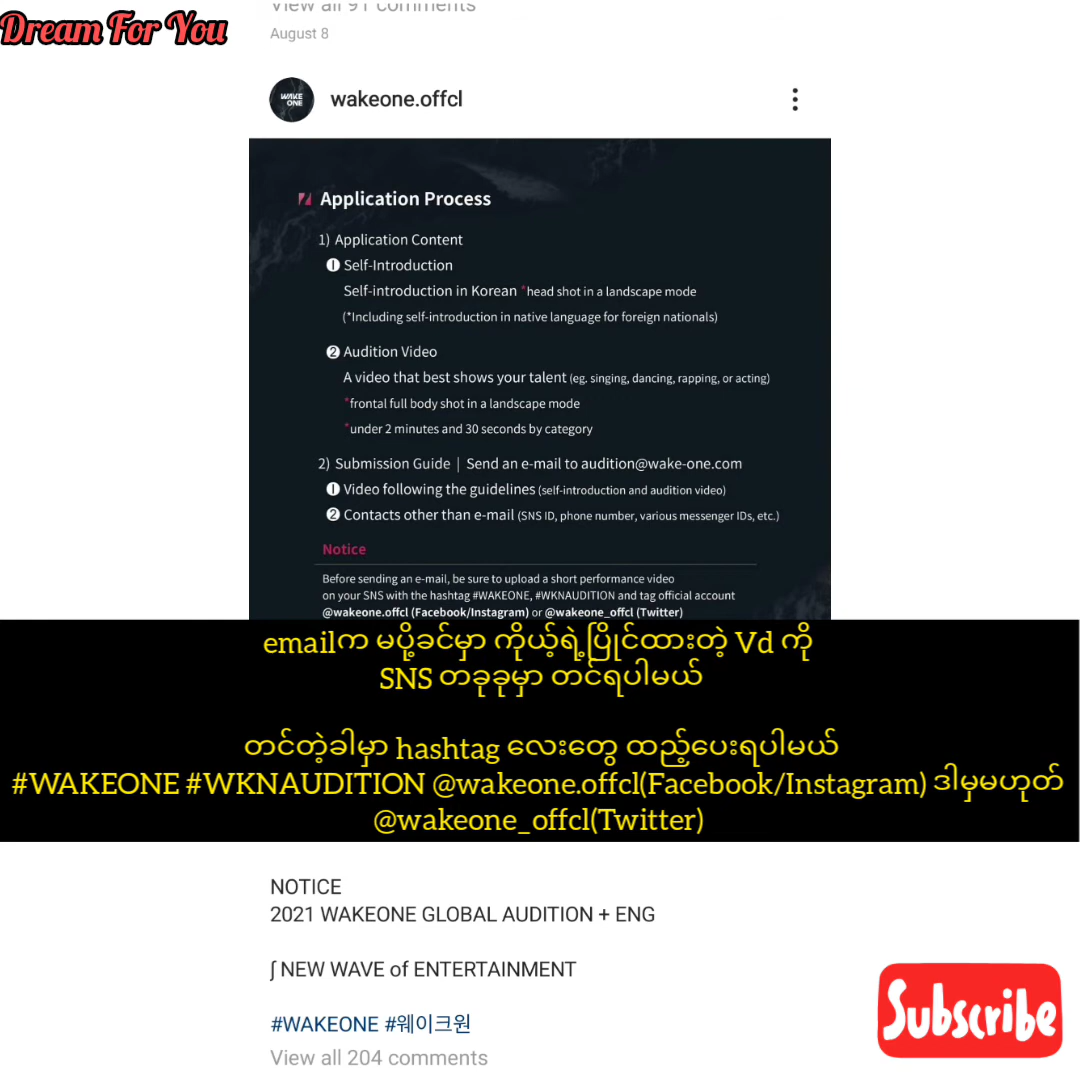 Dream For You
View all 91 comments
August 8
WAKE
ONE
wakeone.offcl
Application Process
1) Application Content
❶ Self-Introduction
Self-introduction in Korean *head shot in a landscape mode
(*Including self-introduction in native language for foreign nationals)
❷ Audition Video
A video that best shows your talent (eg. singing, dancing, rapping, or acting)
*frontal full body shot in a landscape mode
*under 2 minutes and 30 seconds by category
2) Submission Guide | Send an e-mail to audition@wake-one.com
❶ Video following the guidelines (self-introduction and audition video)
❷ Contacts other than e-mail (SNS ID, phone number, various messenger IDs, etc.)
Notice
Before sending an e-mail, be sure to upload a short performance video
on your SNS with the hashtag #WAKEONE, #WKNAUDITION and tag official account
@wakeone.offcl (Facebook/Instagram) or @wakeone_offcl (Twitter)
emailက မပို့ခင်မှာ ကိုယ့်ရဲ့ပြိုင်ထားတဲ့ Vd ကို
SNS တခုခုမှာ တင်ရပါမယ်
တင်တဲ့ခါမှာ hashtag လေးတွေ ထည့်ပေးရပါမယ်
#WAKEONE #WKNAUDITION @wakeone.offcl(Facebook/Instagram) ဒါမှမဟုတ်
@wakeone_offcl(Twitter)
NOTICE
2021 WAKEONE GLOBAL AUDITION + ENG
∫ NEW WAVE of ENTERTAINMENT
#WAKEONE #웨이크원
View all 204 comments
Subscribe